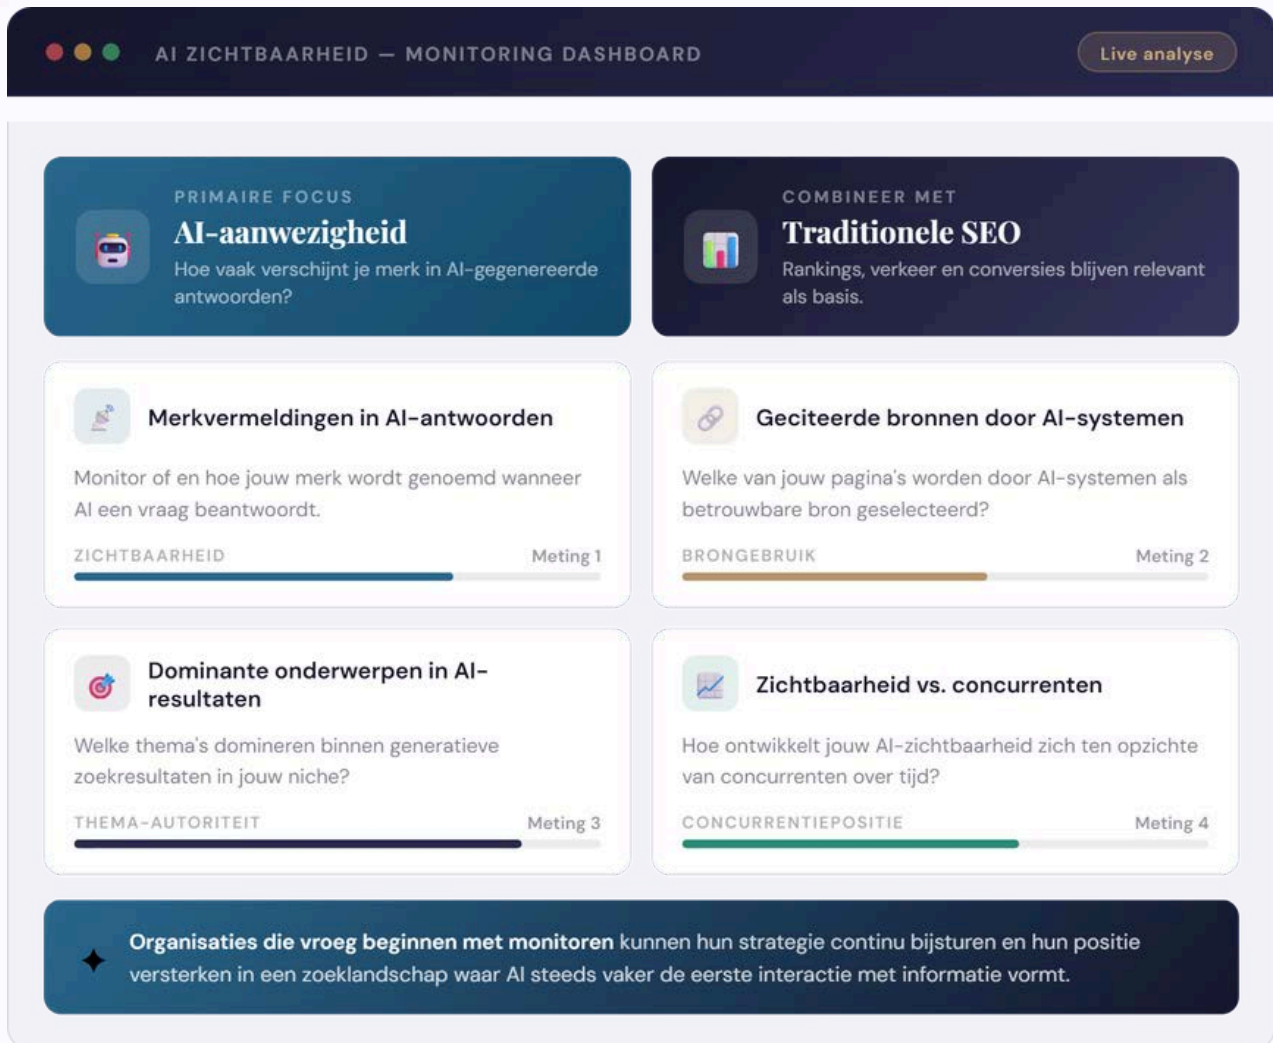 AI ZICHTBAARHEID — MONITORING DASHBOARD
Live analyse
PRIMAIRE FOCUS
AI-aanwezigheid
Hoe vaak verschijnt je merk in AI-gegenereerde
antwoorden?
COMBINEER MET
Traditionele SEO
Rankings, verkeer en conversies blijven relevant
als basis.
Merkvermeldingen in AI-antwoorden
Monitor of en hoe jouw merk wordt genoemd wanneer
AI een vraag beantwoordt.
ZICHTBAARHEID
Meting 1
Geciteerde bronnen door AI-systemen
Welke van jouw pagina's worden door AI-systemen als
betrouwbare bron geselecteerd?
BRONGEBRUIK
Meting 2
Dominante onderwerpen in AI-
resultaten
Welke thema's domineren binnen generatieve
zoekresultaten in jouw niche?
THEMA-AUTORITEIT
Meting 3
Zichtbaarheid vs. concurrenten
Hoe ontwikkelt jouw AI-zichtbaarheid zich ten opzichte
van concurrenten over tijd?
CONCURRENTIEPOSITIE
Meting 4
Organisaties die vroeg beginnen met monitoren kunnen hun strategie continu bijsturen en hun positie
versterken in een zoeklandschap waar AI steeds vaker de eerste interactie met informatie vormt.